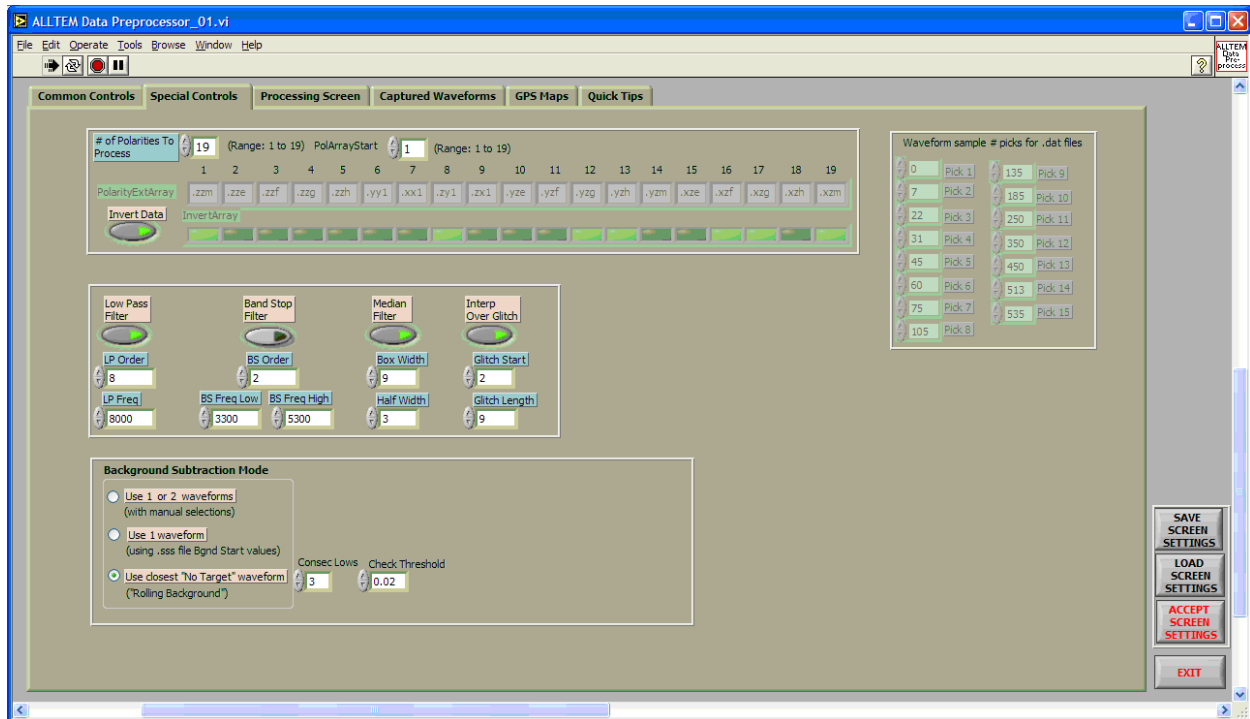 ALLTEM Data Preprocessor_01.vi
File Edit Operate Tools Browse Window Help
ALLTEM
Data
Pre-
process
Common Controls Special Controls Processing Screen Captured Waveforms GPS Maps Quick Tips
# of Polarities To
Process
19 (Range: 1 to 19) PolArrayStart 1 (Range: 1 to 19)
1 2 3 4 5 6 7 8 9 10 11 12 13 14 15 16 17 18 19
PolarityExtArray .zzm .zze .zzf .zzg .zzh .yy1 .xx1 .zy1 .zx1 .yze .yzf .yzg .yzh .yzm .xze .xzf .xzg .xzh .xzm
Invert Data InvertArray
Waveform sample # picks for .dat files
0 Pick 1 135 Pick 9
7 Pick 2 185 Pick 10
22 Pick 3 250 Pick 11
31 Pick 4 350 Pick 12
45 Pick 5 450 Pick 13
60 Pick 6 513 Pick 14
75 Pick 7 535 Pick 15
105 Pick 8
Low Pass
Filter
Band Stop
Filter
Median
Filter
Interp
Over Glitch
LP Order BS Order Box Width Glitch Start
8 2 9 2
LP Freq BS Freq Low BS Freq High Half Width Glitch Length
8000 3300 5300 3 9
Background Subtraction Mode
Use 1 or 2 waveforms
(with manual selections)
Use 1 waveform
(using .sss file Bgnd Start values)
Consec Lows Check Threshold
Use closest "No Target" waveform 3 0.02
("Rolling Background")
SAVE
SCREEN
SETTINGS
LOAD
SCREEN
SETTINGS
ACCEPT
SCREEN
SETTINGS
EXIT